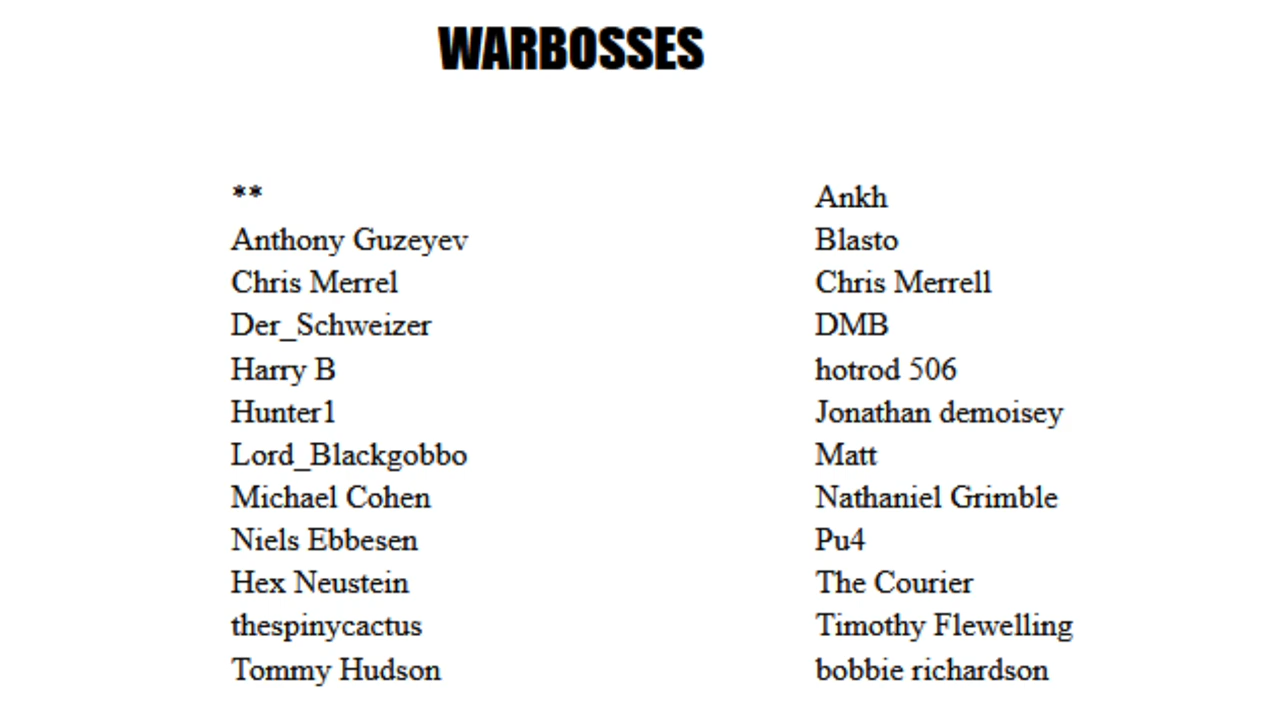 WARBOSSES
** Ankh
Anthony Guzeyev Blasto
Chris Merrel Chris Merrell
Der_Schweizer DMB
Harry B hotrod 506
Hunter1 Jonathan demoisey
Lord_Blackgobbo Matt
Michael Cohen Nathaniel Grimble
Niels Ebbesen Pu4
Hex Neustein The Courier
thespinycactus Timothy Flewelling
Tommy Hudson bobbie richardson